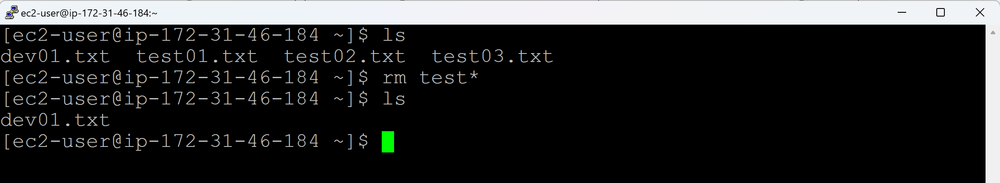 ec2-user@ip-172-31-46-184:~
[ec2-user@ip-172-31-46-184 ~]$ ls
dev01.txt  test01.txt  test02.txt  test03.txt
[ec2-user@ip-172-31-46-184 ~]$ rm test*
[ec2-user@ip-172-31-46-184 ~]$ ls
dev01.txt
[ec2-user@ip-172-31-46-184 ~]$